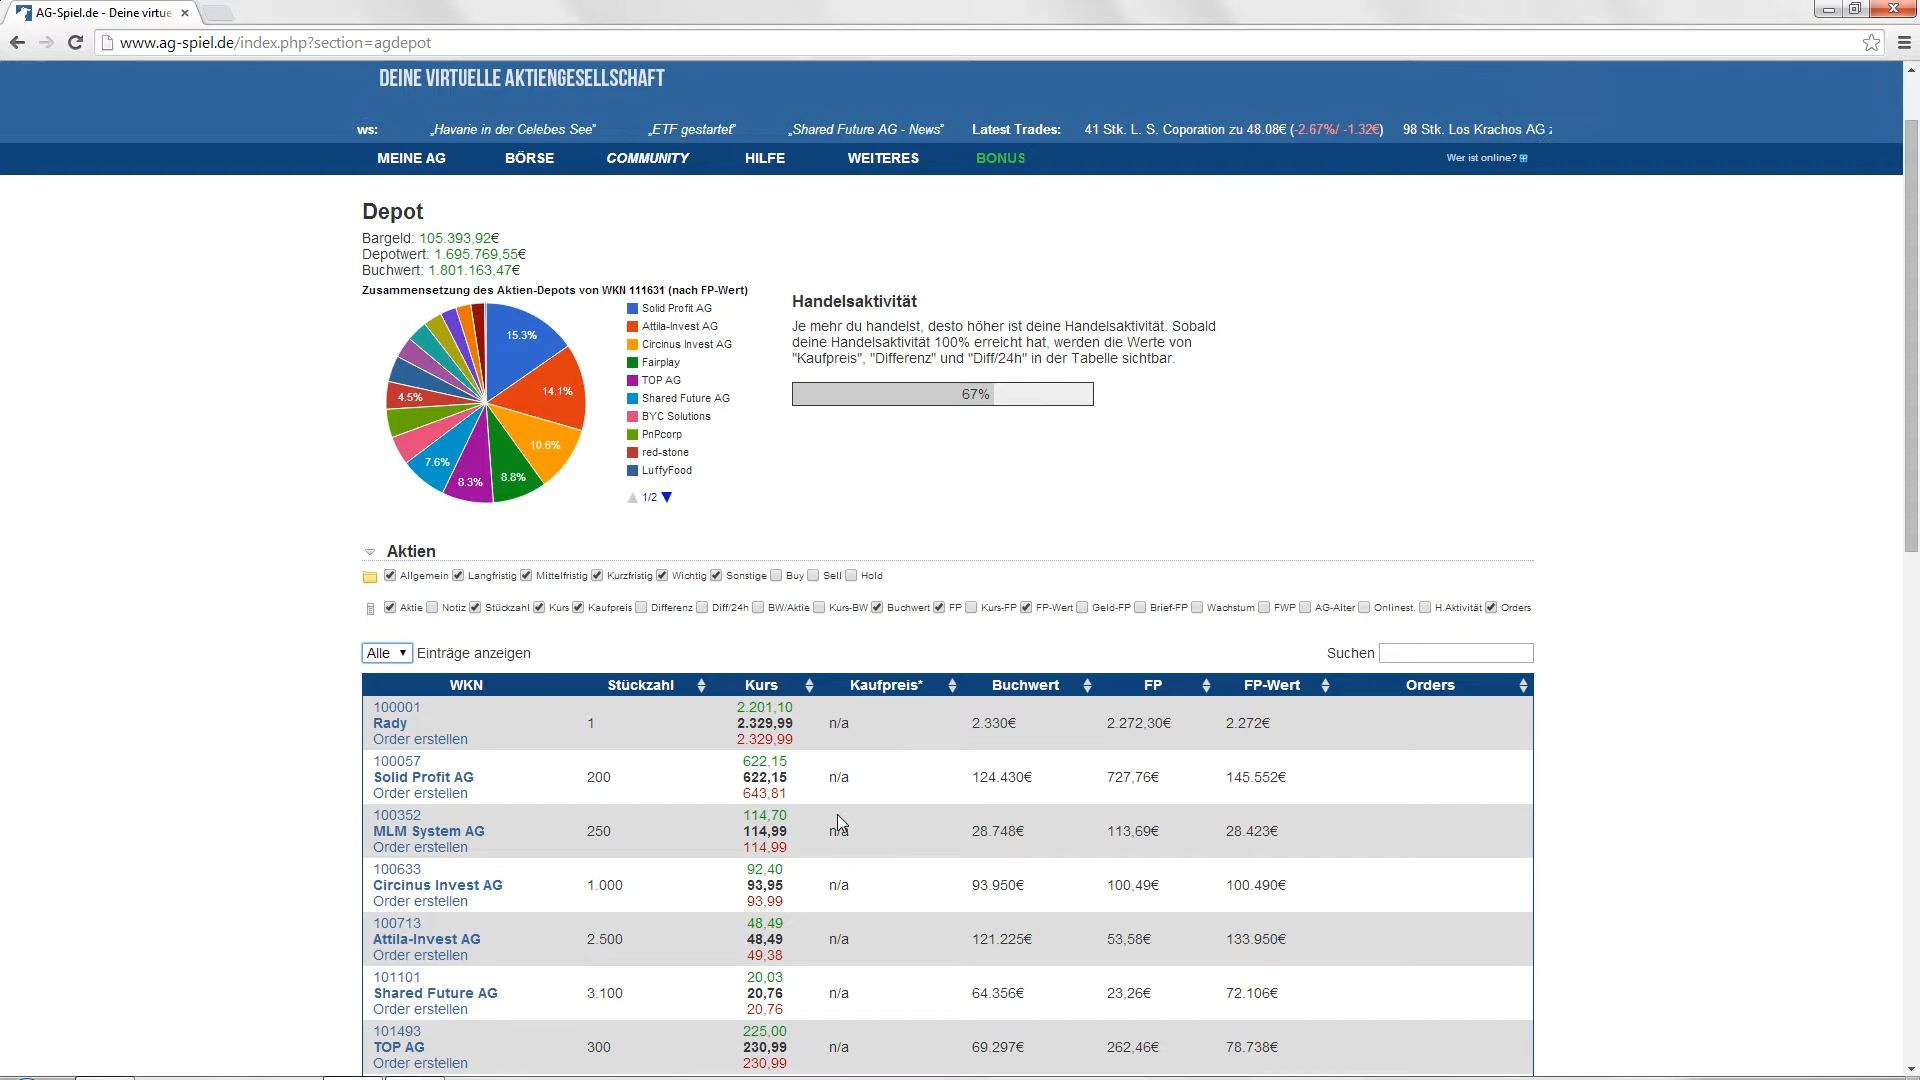 AG-Spiel.de - Deine virtue
www.ag-spiel.de/index.php?section=agdepot
DEINE VIRTUELLE AKTIENGESELLSCHAFT
ws: „Havarie in der Celebes See” „ETF gestartet” „Shared Future AG - News” Latest Trades: 41 Stk. L. S. Coporation zu 48.08€ (-2.67%/ -1.32€) 98 Stk. Los Krachos AG
MEINE AG BÖRSE COMMUNITY HILFE WEITERES BONUS Wer ist online?
Depot
Bargeld: 105.393,92€
Depotwert: 1.695.769,55€
Buchwert: 1.801.163,47€
Zusammensetzung des Aktien-Depots von WKN 111631 (nach FP-Wert)
15.3%
14.1%
10.6%
8.8%
8.3%
7.6%
4.5%
Solid Profit AG
Attila-Invest AG
Circinus Invest AG
Fairplay
TOP AG
Shared Future AG
BYC Solutions
PnPcorp
red-stone
LuffyFood
1/2
Handelsaktivität
Je mehr du handelst, desto höher ist deine Handelsaktivität. Sobald
deine Handelsaktivität 100% erreicht hat, werden die Werte von
"Kaufpreis", "Differenz" und "Diff/24h" in der Tabelle sichtbar.
67%
Aktien
Allgemein Langfristig Mittelfristig Kurzfristig Wichtig Sonstige Buy Sell Hold
Aktie Notiz Stückzahl Kurs Kaufpreis Differenz Diff/24h BW/Aktie Kurs-BW Buchwert FP Kurs-FP FP-Wert Geld-FP Brief-FP Wachstum FWP AG-Alter Onlinest. H.Aktivität Orders
Alle Einträge anzeigen Suchen
WKN Stückzahl Kurs Kaufpreis* Buchwert FP FP-Wert Orders
100001 2.201,10
Rady 1 2.329,99 n/a 2.330€ 2.272,30€ 2.272€
Order erstellen 2.329,99
100057 622,15
Solid Profit AG 200 622,15 n/a 124.430€ 727,76€ 145.552€
Order erstellen 643,81
100352 114,70
MLM System AG 250 114,99 n/a 28.748€ 113,69€ 28.423€
Order erstellen 114,99
100633 92,40
Circinus Invest AG 1.000 93,95 n/a 93.950€ 100,49€ 100.490€
Order erstellen 93,99
100713 48,49
Attila-Invest AG 2.500 48,49 n/a 121.225€ 53,58€ 133.950€
Order erstellen 49,38
101101 20,03
Shared Future AG 3.100 20,76 n/a 64.356€ 23,26€ 72.106€
Order erstellen 20,76
101493 225,00
TOP AG 300 230,99 n/a 69.297€ 262,46€ 78.738€
Order erstellen 230,99